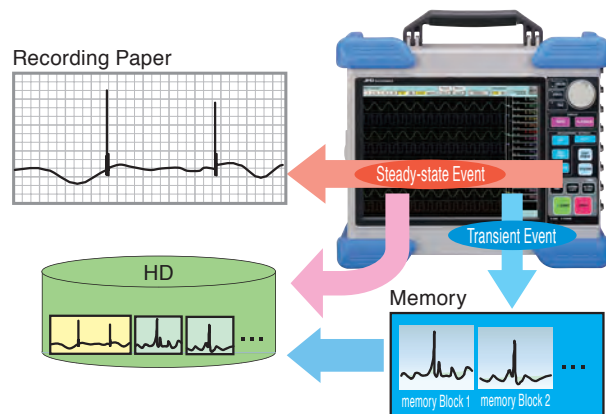 Recording Paper
Steady-state Event
Transient Event
HD
Memory
...
...
memory Block 1
memory Block 2